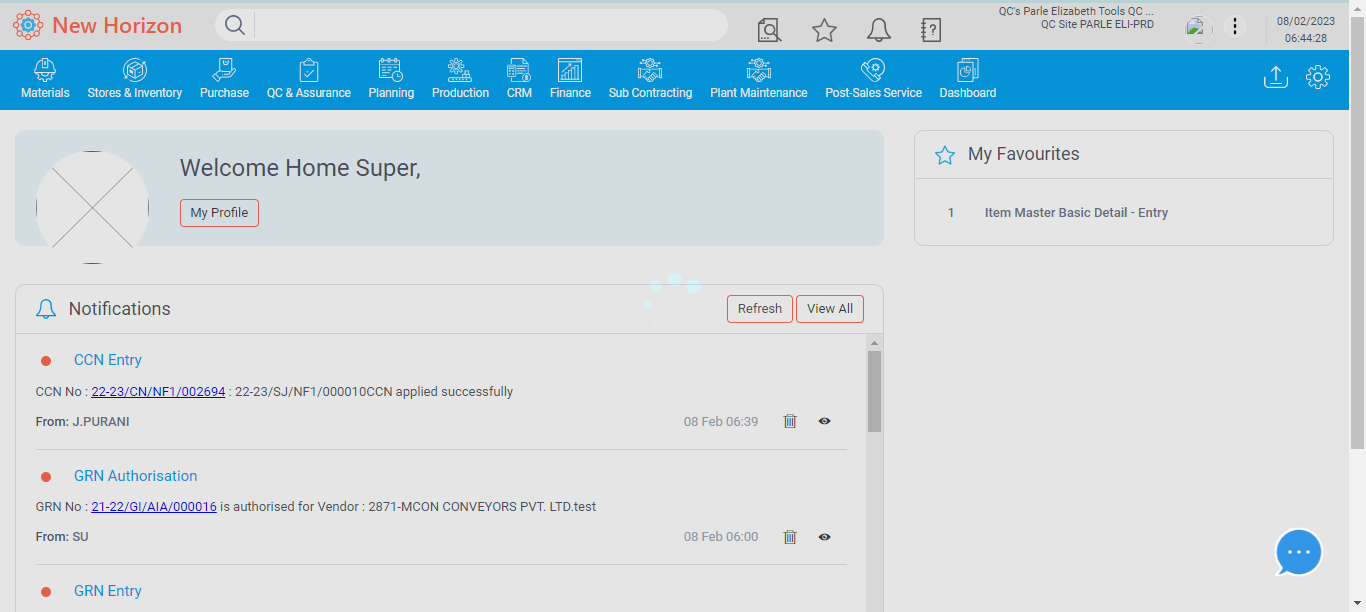 New Horizon
QC's Parle Elizabeth Tools QC ...
QC Site PARLE ELI-PRD
08/02/2023
06:44:28
Materials
Stores & Inventory
Purchase
QC & Assurance
Planning
Production
CRM
Finance
Sub Contracting
Plant Maintenance
Post-Sales Service
Dashboard
Welcome Home Super,
My Profile
My Favourites
1 Item Master Basic Detail - Entry
Notifications
Refresh
View All
CCN Entry
CCN No : 22-23/CN/NF1/002694 : 22-23/SJ/NF1/000010CCN applied successfully
From: J.PURANI 08 Feb 06:39
GRN Authorisation
GRN No : 21-22/GI/AIA/000016 is authorised for Vendor : 2871-MCON CONVEYORS PVT. LTD.test
From: SU 08 Feb 06:00
GRN Entry